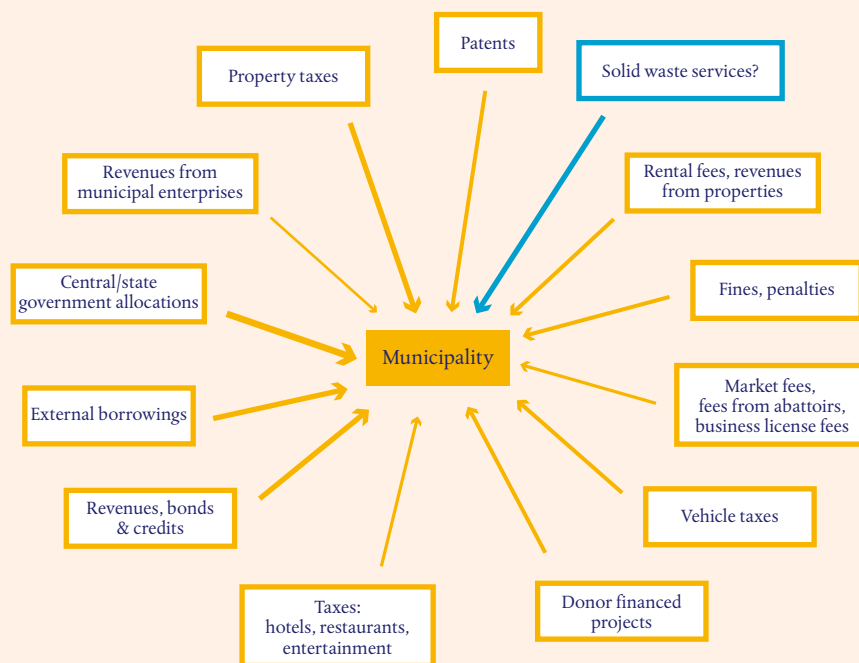 Patents
Solid waste services?
Property taxes
Revenues from
municipal enterprises
Rental fees, revenues
from properties
Central/state
government allocations
Fines, penalties
Municipality
Market fees,
fees from abattoirs,
business license fees
External borrowings
Revenues, bonds
& credits
Vehicle taxes
Taxes:
hotels, restaurants,
entertainment
Donor financed
projects